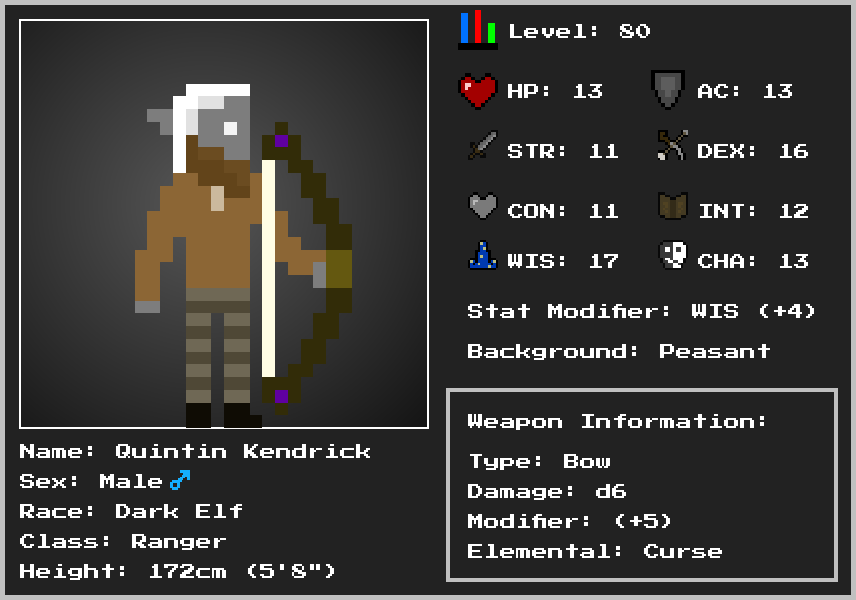 Level: 80
HP: 13 AC: 13
STR: 11 DEX: 16
CON: 11 INT: 12
WIS: 17 CHA: 13
Stat Modifier: WIS (+4)
Background: Peasant
Weapon Information:
Type: Bow
Damage: d6
Modifier: (+5)
Elemental: Curse
Name: Quintin Kendrick
Sex: Male ♂
Race: Dark Elf
Class: Ranger
Height: 172cm (5'8")